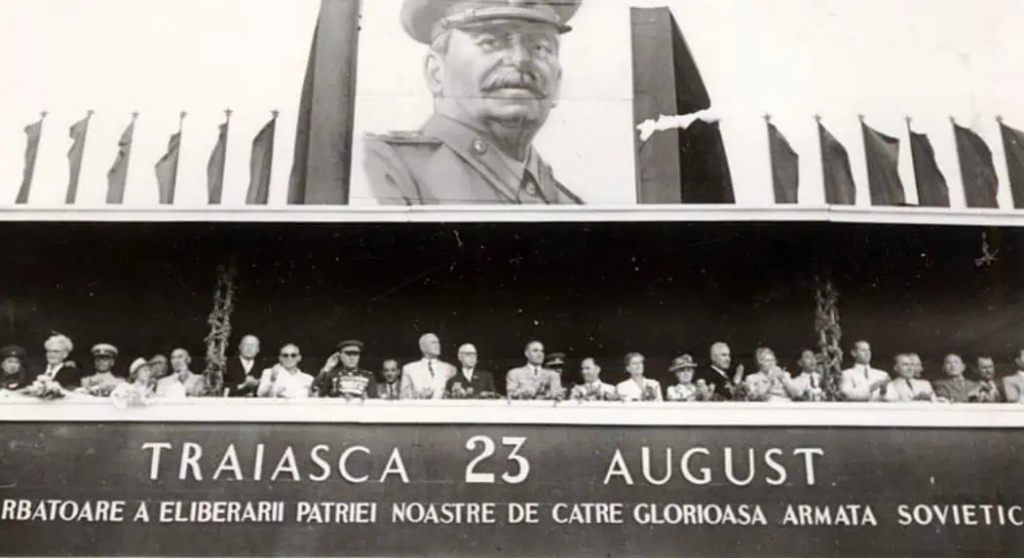 TRAIASCA 23 AUGUST
RBATOARE A ELIBERARII PATRIEI NOASTRE DE CATRE GLORIOASA ARMATA SOVIETIC